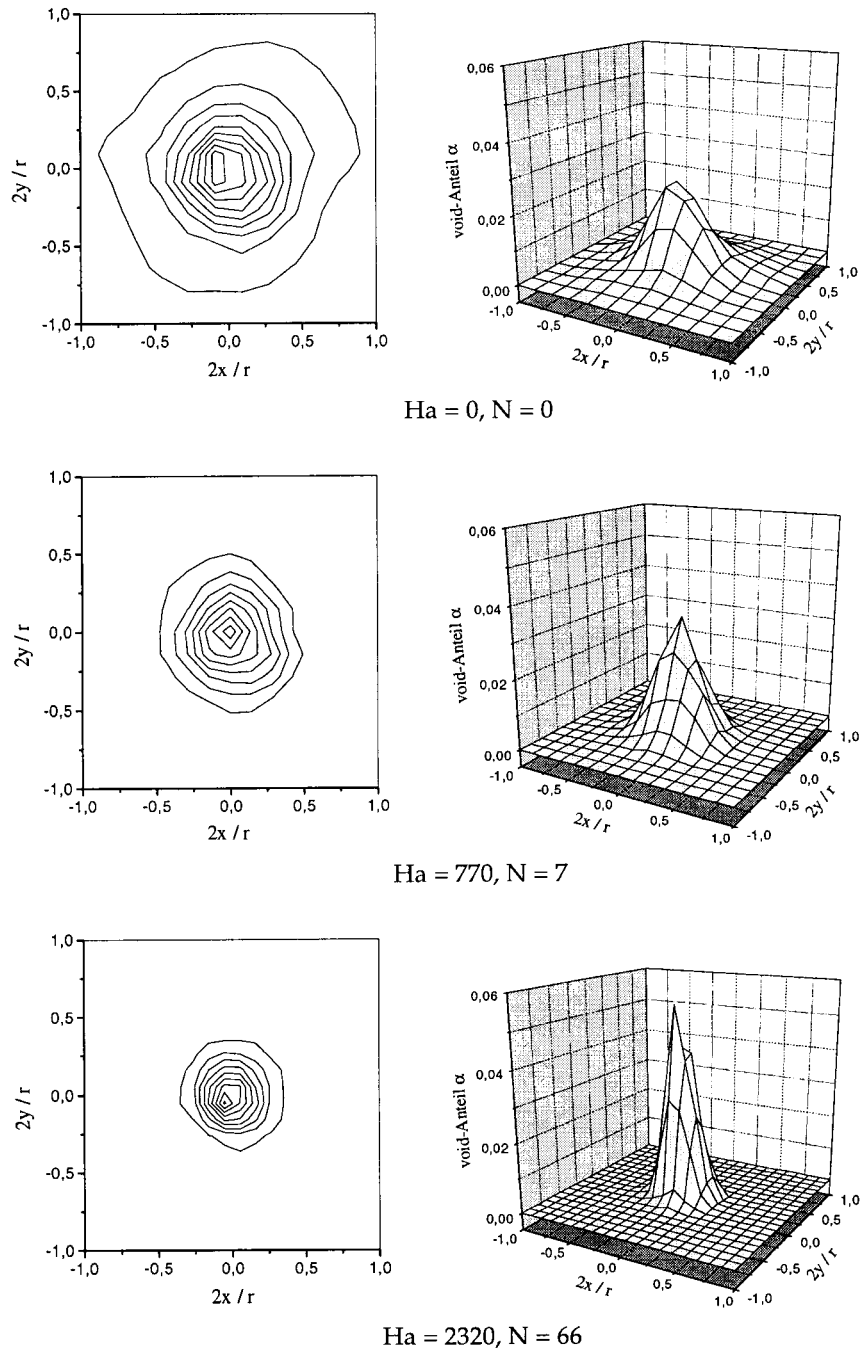 1,0
0,5
0,0
-0,5
-1,0
2y / r
-1,0 -0,5 0,0 0,5 1,0
2x / r
0,06
0,04
0,02
0,00
void-Anteil α
-1,0 -0,5 0,0 0,5 1,0
2x / r
1,0
0,5
0,0
-0,5
-1,0
2y / r
Ha = 0, N = 0
1,0
0,5
0,0
-0,5
-1,0
2y / r
-1,0 -0,5 0,0 0,5 1,0
2x / r
0,06
0,04
0,02
0,00
void-Anteil α
-1,0 -0,5 0,0 0,5 1,0
2x / r
1,0
0,5
0,0
-0,5
-1,0
2y / r
Ha = 770, N = 7
1,0
0,5
0,0
-0,5
-1,0
2y / r
-1,0 -0,5 0,0 0,5 1,0
2x / r
0,06
0,04
0,02
0,00
void-Anteil α
-1,0 -0,5 0,0 0,5 1,0
2x / r
1,0
0,5
0,0
-0,5
-1,0
2y / r
Ha = 2320, N = 66